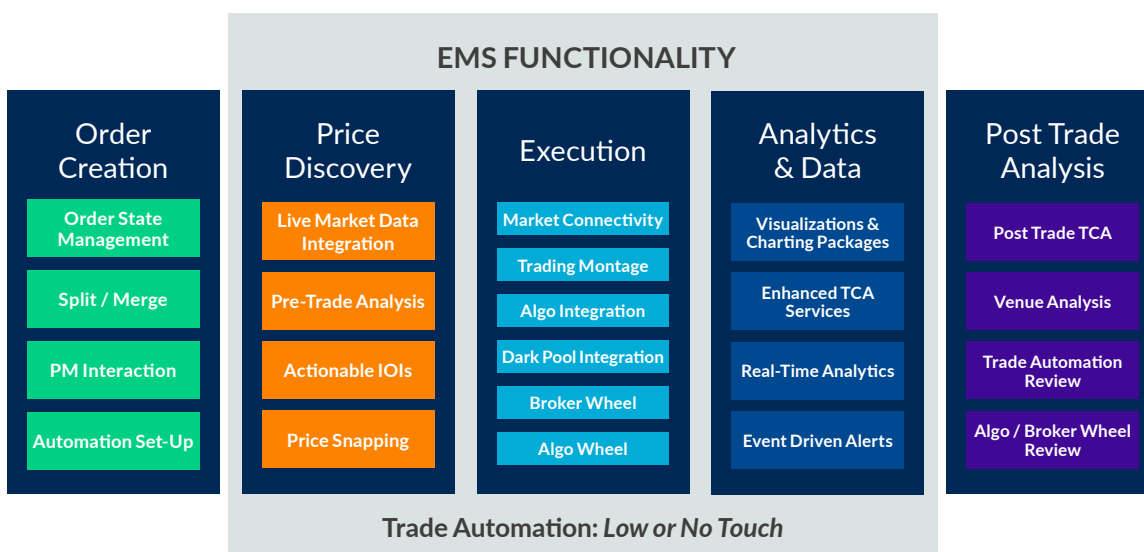 EMS FUNCTIONALITY
Order
Creation
Order State
Management
Split / Merge
PM Interaction
Automation Set-Up
Price
Discovery
Live Market Data
Integration
Pre-Trade Analysis
Actionable IOIs
Price Snapping
Execution
Market Connectivity
Trading Montage
Algo Integration
Dark Pool Integration
Broker Wheel
Algo Wheel
Analytics
& Data
Visualizations &
Charting Packages
Enhanced TCA
Services
Real-Time Analytics
Event Driven Alerts
Post Trade
Analysis
Post Trade TCA
Venue Analysis
Trade Automation
Review
Algo / Broker Wheel
Review
Trade Automation: Low or No Touch